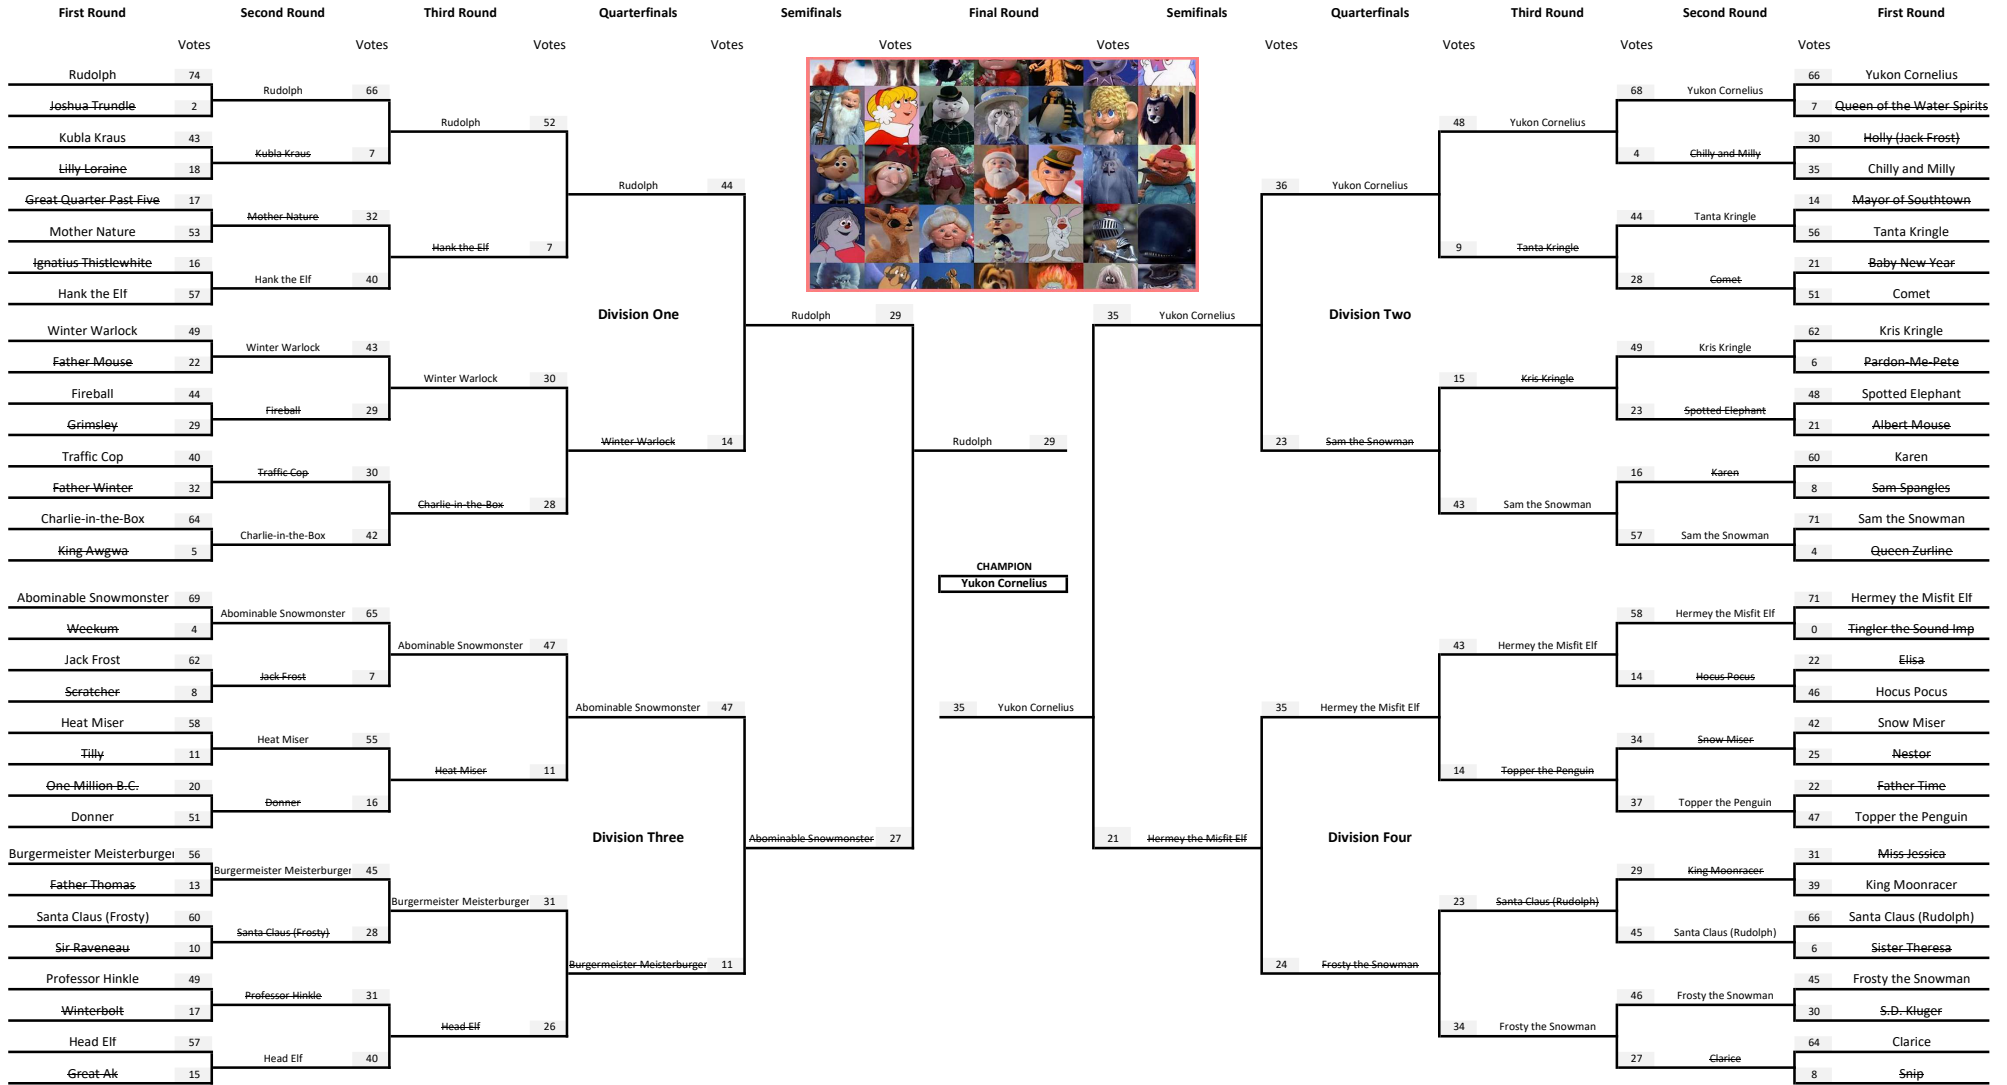 First Round Second Round Third Round Quarterfinals Semifinals Final Round Semifinals Quarterfinals Third Round Second Round First Round
Votes Votes Votes Votes Votes Votes Votes Votes Votes Votes
Rudolph 74
Joshua Trundle 2
Kubla Kraus 43
Lilly Loraine 18
Great Quarter Past Five 17
Mother Nature 53
Ignatius Thistlewhite 16
Hank the Elf 57
Winter Warlock 49
Father Mouse 22
Fireball 44
Grimsley 29
Traffic Cop 40
Father Winter 32
Charlie-in-the-Box 64
King Awgwa 5
Abominable Snowmonster 69
Weekum 4
Jack Frost 62
Scratcher 8
Heat Miser 58
Tilly 11
One Million B.C. 20
Donner 51
Burgermeister Meisterburger 56
Father Thomas 13
Santa Claus (Frosty) 60
Sir Raveneau 10
Professor Hinkle 49
Winterbolt 17
Head Elf 57
Great Ak 15
Rudolph 66
Kubla Kraus 7
Mother Nature 32
Hank the Elf 40
Winter Warlock 43
Fireball 29
Traffic Cop 30
Charlie-in-the-Box 42
Abominable Snowmonster 65
Jack Frost 7
Heat Miser 55
Donner 16
Burgermeister Meisterburger 45
Santa Claus (Frosty) 28
Professor Hinkle 31
Head Elf 40
Rudolph 52
Hank the Elf 7
Winter Warlock 30
Charlie-in-the-Box 28
Abominable Snowmonster 47
Heat Miser 11
Burgermeister Meisterburger 31
Head Elf 26
Rudolph 44
Division One
Winter Warlock 14
Abominable Snowmonster 47
Division Three
Burgermeister Meisterburger 11
Rudolph 29
Abominable Snowmonster 27
Rudolph 29
CHAMPION
Yukon Cornelius
35 Yukon Cornelius
35 Yukon Cornelius
21 Hermey the Misfit Elf
36 Yukon Cornelius
Division Two
23 Sam the Snowman
35 Hermey the Misfit Elf
Division Four
24 Frosty the Snowman
48 Yukon Cornelius
9 Tanta Kringle
15 Kris Kringle
43 Sam the Snowman
43 Hermey the Misfit Elf
14 Topper the Penguin
23 Santa Claus (Rudolph)
34 Frosty the Snowman
68 Yukon Cornelius
4 Chilly and Milly
44 Tanta Kringle
28 Comet
49 Kris Kringle
23 Spotted Elephant
16 Karen
57 Sam the Snowman
58 Hermey the Misfit Elf
14 Hocus Pocus
34 Snow Miser
37 Topper the Penguin
29 King Moonracer
45 Santa Claus (Rudolph)
46 Frosty the Snowman
27 Clarice
66 Yukon Cornelius
7 Queen of the Water Spirits
30 Holly (Jack Frost)
35 Chilly and Milly
14 Mayor of Southtown
56 Tanta Kringle
21 Baby New Year
51 Comet
62 Kris Kringle
6 Pardon-Me-Pete
48 Spotted Elephant
21 Albert Mouse
60 Karen
8 Sam Spangles
71 Sam the Snowman
4 Queen Zurline
71 Hermey the Misfit Elf
0 Tingler the Sound Imp
22 Elisa
46 Hocus Pocus
42 Snow Miser
25 Nestor
22 Father Time
47 Topper the Penguin
31 Miss Jessica
39 King Moonracer
66 Santa Claus (Rudolph)
6 Sister Theresa
45 Frosty the Snowman
30 S.D. Kluger
64 Clarice
8 Snip